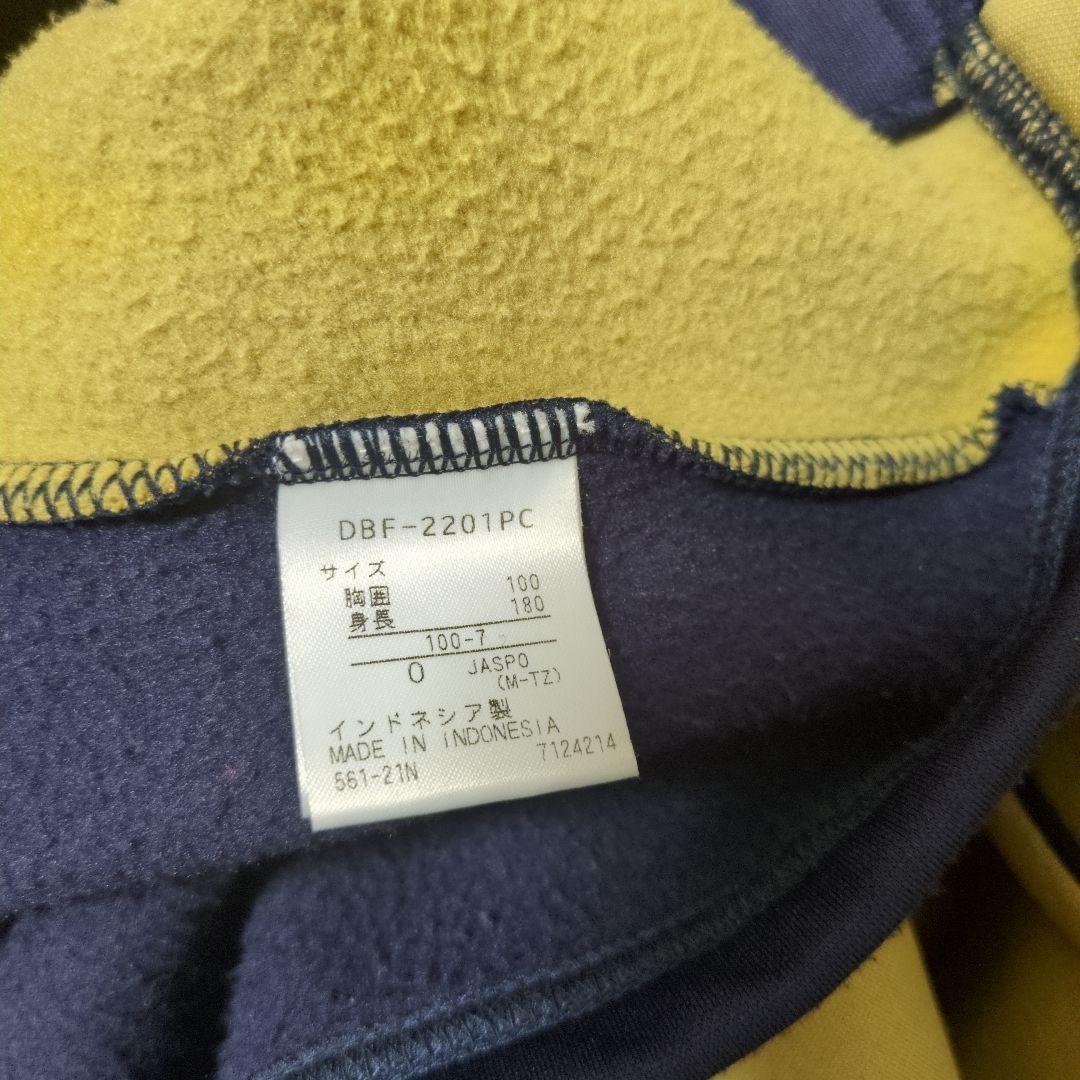 DBF-2201PC
サイズ
胸囲 100
身長 180
100-7
O JASPO
(M-TZ)
インドネシア製
MADE IN INDONESIA
561-21N 7124214